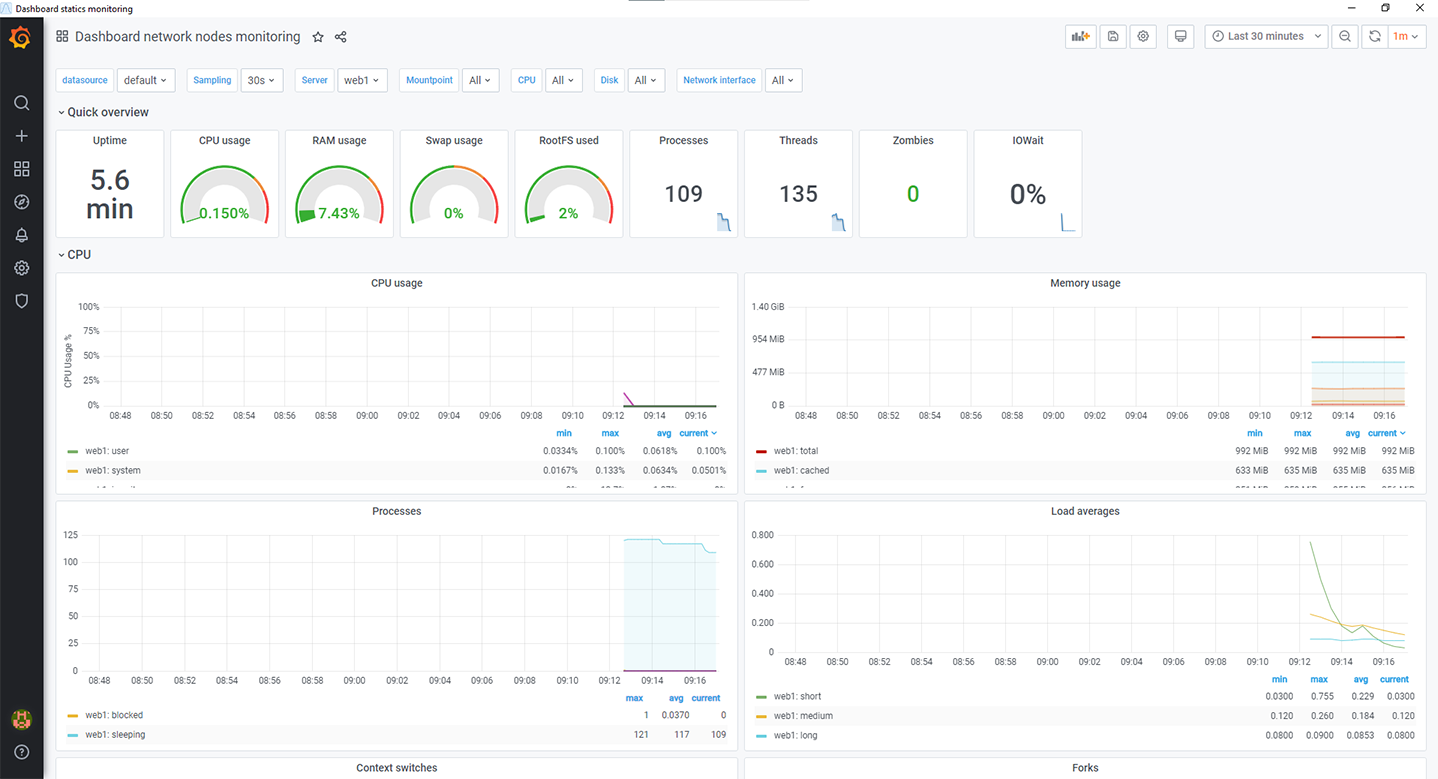 Dashboard statics monitoring
Dashboard network nodes monitoring
Last 30 minutes 1m
datasource default Sampling 30s Server web1 Mountpoint All CPU All Disk All Network interface All
Quick overview
Uptime CPU usage RAM usage Swap usage RootFS used Processes Threads Zombies IOWait
5.6 min 0.150% 7.43% 0% 2% 109 135 0 0%
CPU
CPU usage
CPU Usage %
100%
75%
50%
25%
0%
08:48 08:50 08:52 08:54 08:56 08:58 09:00 09:02 09:04 09:06 09:08 09:10 09:12 09:14 09:16
min max avg current
web1: user 0.0334% 0.100% 0.0618% 0.100%
web1: system 0.0167% 0.133% 0.0634% 0.0501%
Memory usage
1.40 GiB
954 MiB
477 MiB
0 B
08:48 08:50 08:52 08:54 08:56 08:58 09:00 09:02 09:04 09:06 09:08 09:10 09:12 09:14 09:16
min max avg current
web1: total 992 MiB 992 MiB 992 MiB 992 MiB
web1: cached 633 MiB 635 MiB 635 MiB 635 MiB
Processes
125
100
75
50
25
0
08:48 08:50 08:52 08:54 08:56 08:58 09:00 09:02 09:04 09:06 09:08 09:10 09:12 09:14 09:16
max avg current
web1: blocked 1 0.0370 0
web1: sleeping 121 117 109
Load averages
0.800
0.600
0.400
0.200
0
08:48 08:50 08:52 08:54 08:56 08:58 09:00 09:02 09:04 09:06 09:08 09:10 09:12 09:14 09:16
min max avg current
web1: short 0.0300 0.755 0.229 0.0300
web1: medium 0.120 0.260 0.184 0.120
web1: long 0.0800 0.0900 0.0853 0.0800
Context switches
Forks